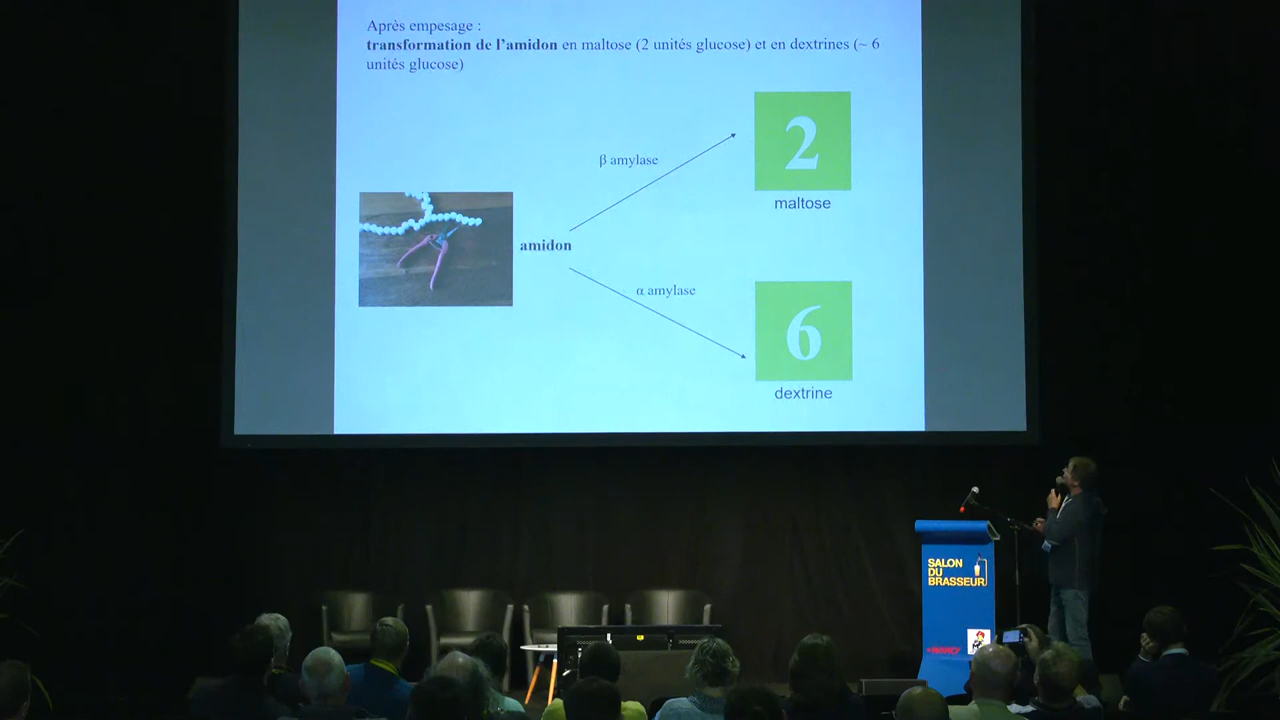 Après empesage :
transformation de l'amidon en maltose (2 unités glucose) et en dextrines (~ 6
unités glucose)
2
β amylase
maltose
amidon
α amylase
6
dextrine
SALON
DU
BRASSEUR
NANCY